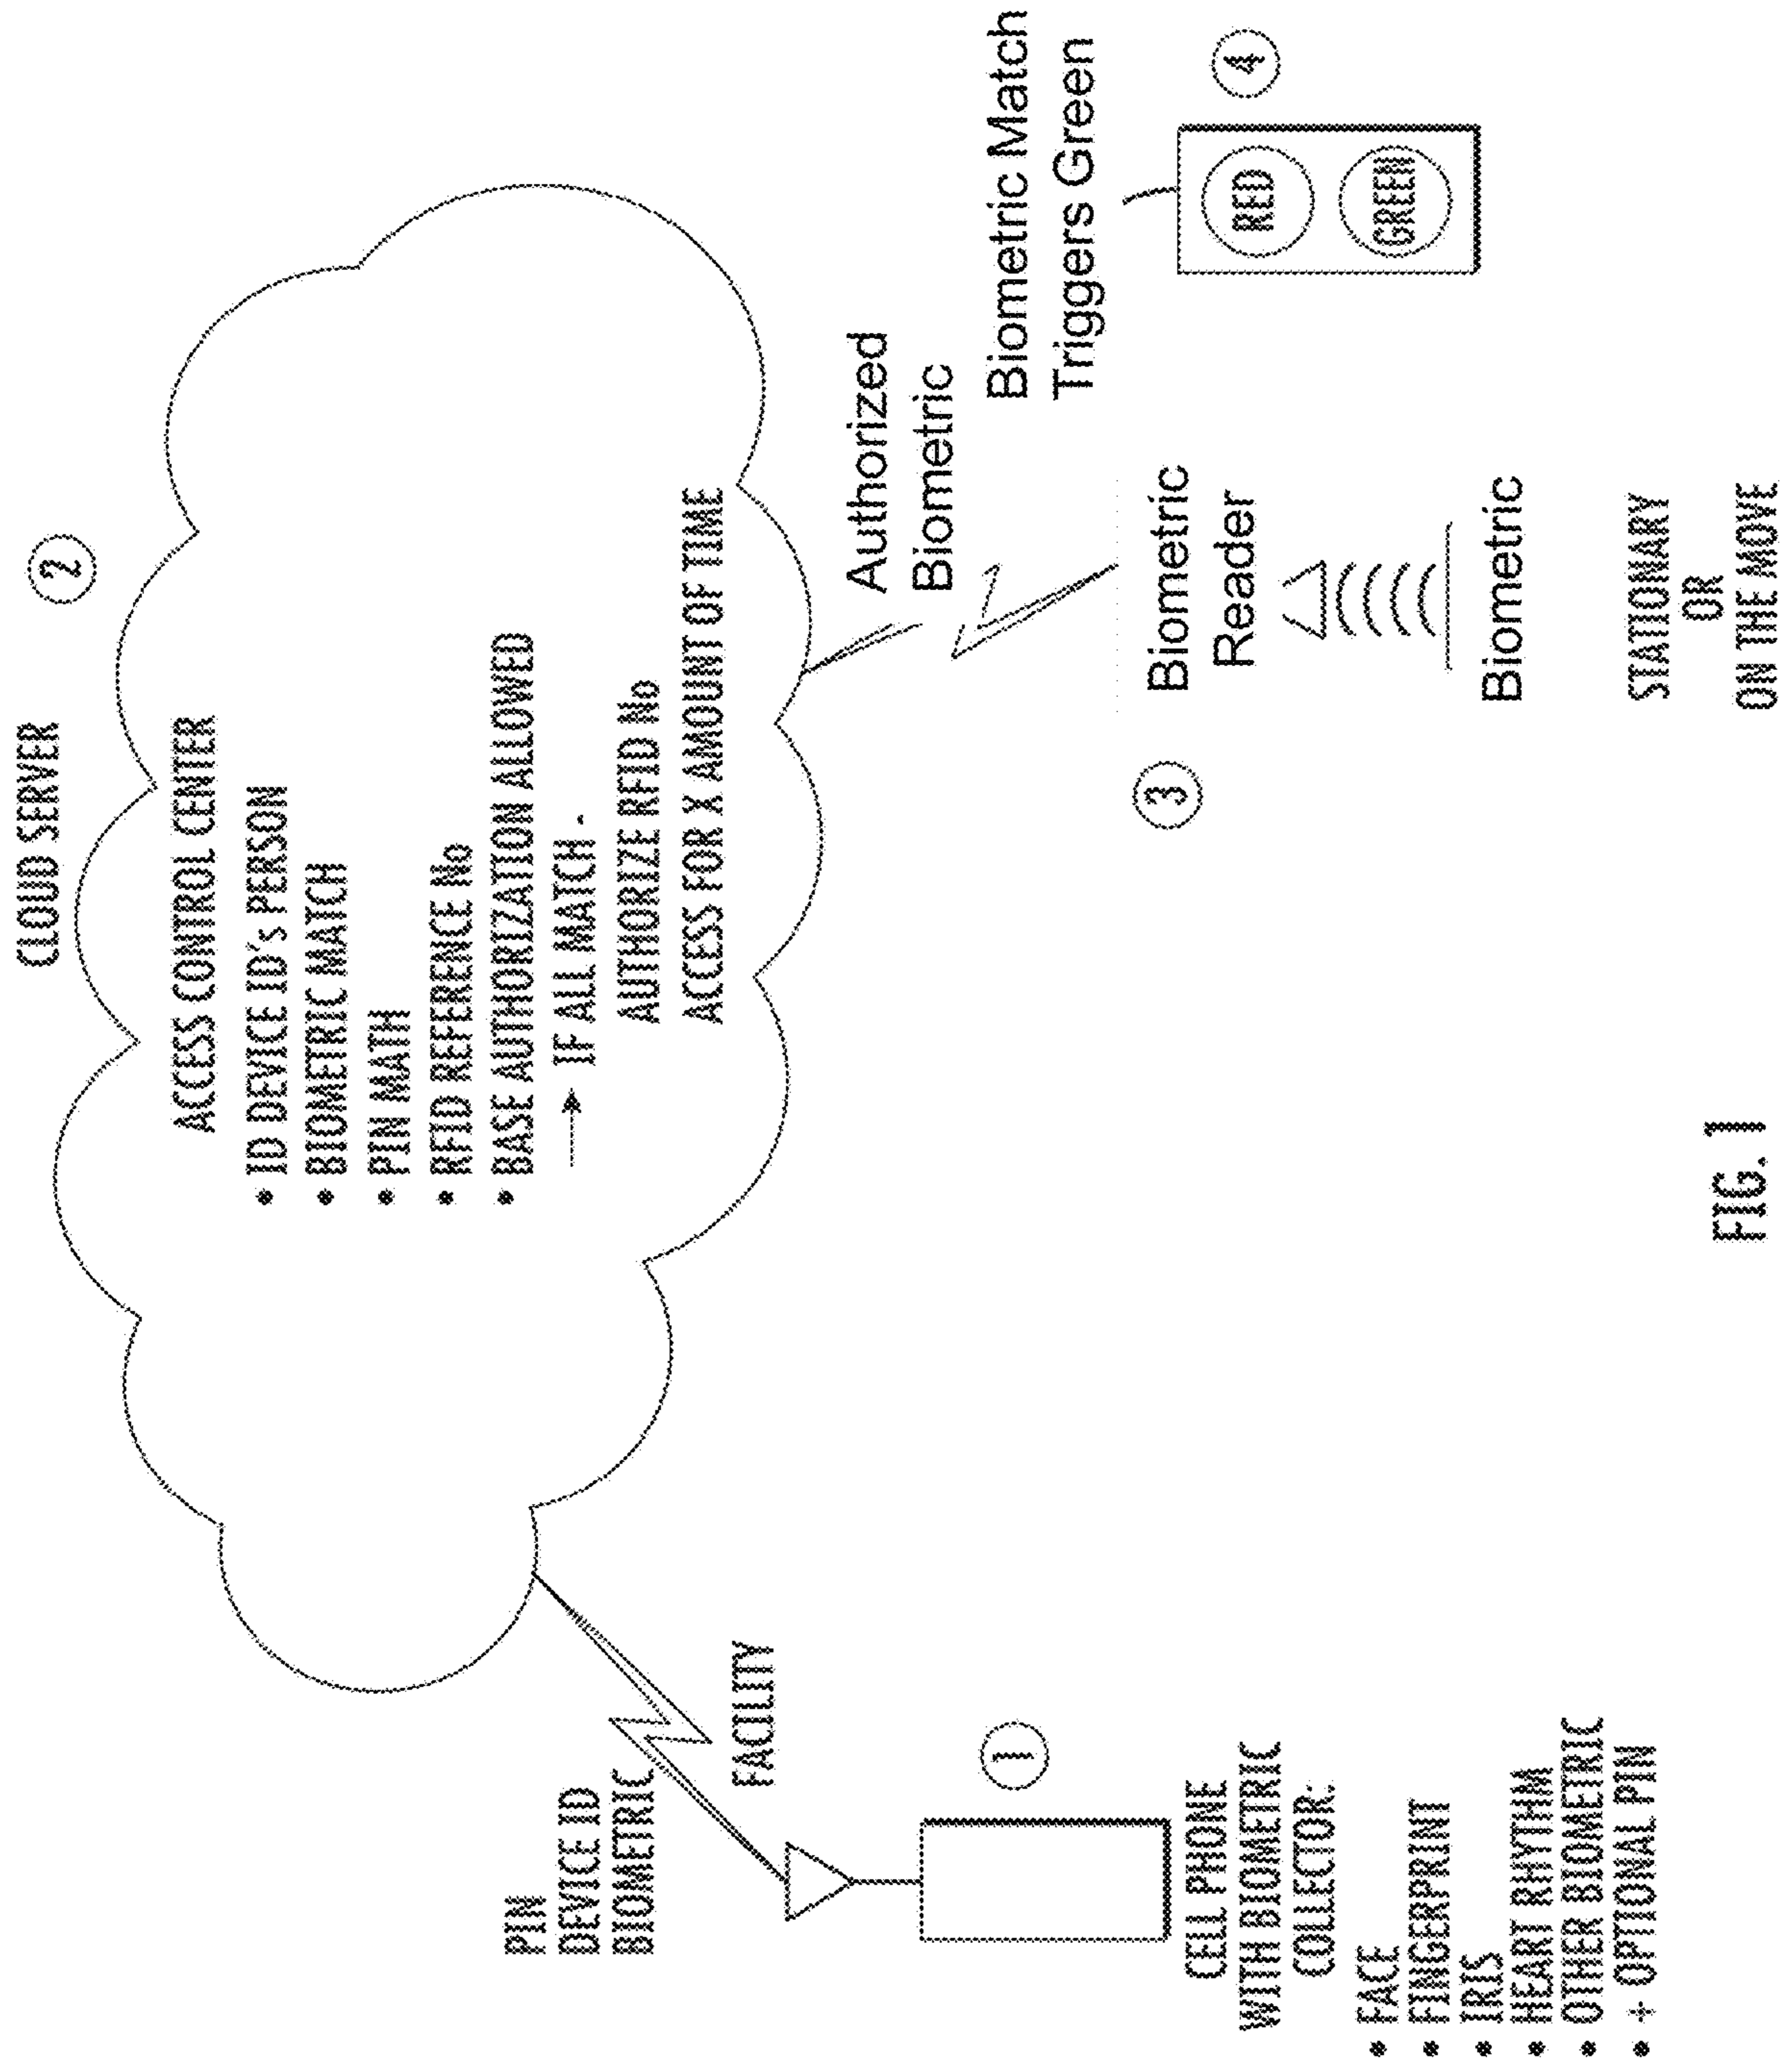 CLOUD SERVER
2
ACCESS CONTROL CENTER
• ID DEVICE ID's PERSON
• BIOMETRIC MATCH
• PIN MATH
• RFID REFERENCE No
• BASE AUTHORIZATION ALLOWED
→ IF ALL MATCH -
AUTHORIZE RFID No
ACCESS FOR X AMOUNT OF TIME
PIN
DEVICE ID
BIOMETRIC
FACILITY
1
CELL PHONE
WITH BIOMETRIC
COLLECTOR:
• FACE
• FINGERPRINT
• IRIS
• HEART RHYTHM
• OTHER BIOMETRIC
• + OPTIONAL PIN
Authorized
Biometric
3
Biometric
Reader
Biometric
STATIONARY
OR
ON THE MOVE
Biometric Match
Triggers Green
4
RED
GREEN
FIG. 1